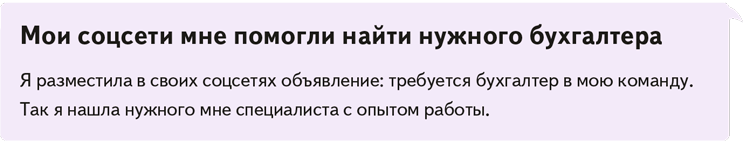 Мои соцсети мне помогли найти нужного бухгалтера
Я разместила в своих соцсетях объявление: требуется бухгалтер в мою команду.
Так я нашла нужного мне специалиста с опытом работы.